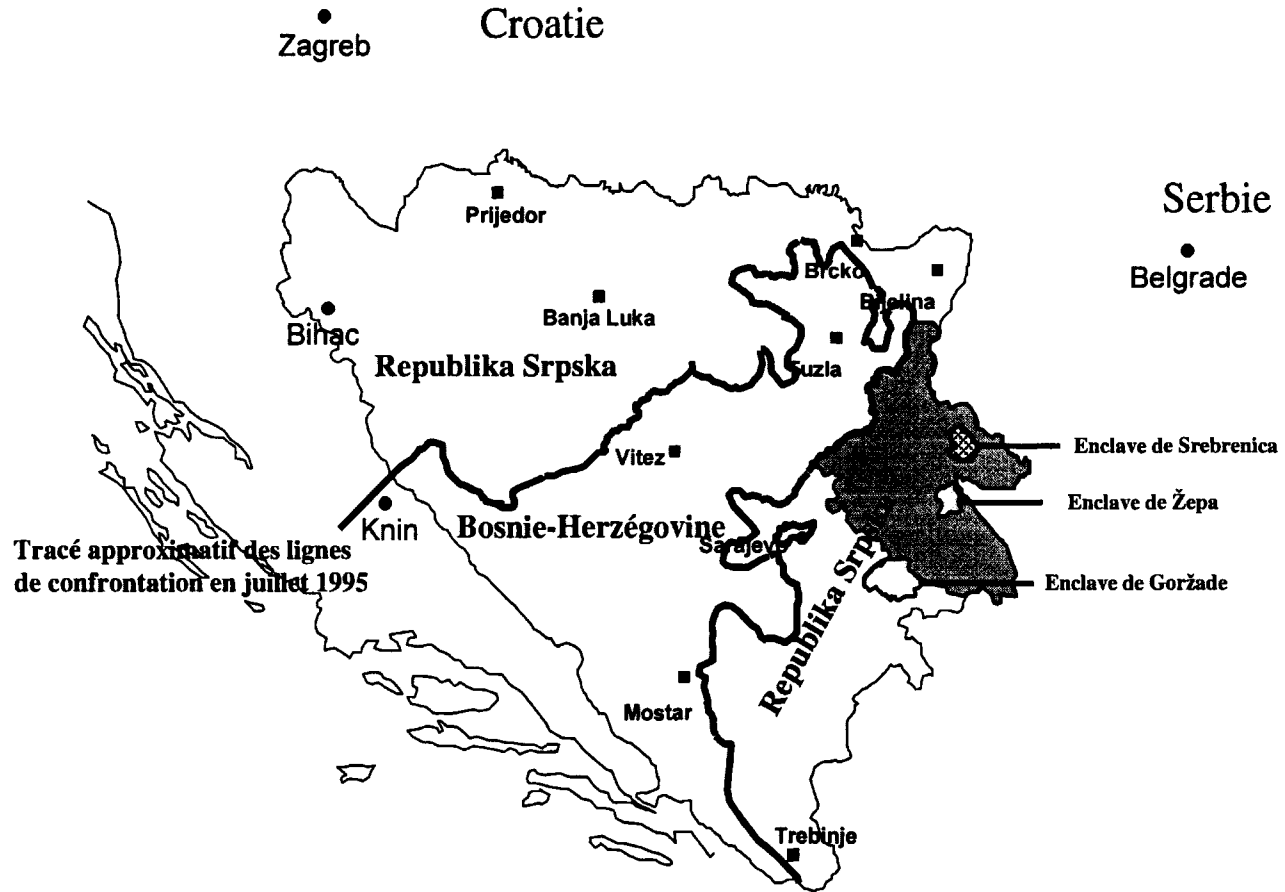 Croatie
Zagreb
Serbie
Prijedor
Belgrade
Brcko
Bijelina
Banja Luka
Bihac
Republika Srpska
Tuzla
Enclave de Srebrenica
Vitez
Enclave de Žepa
Knin
Bosnie-Herzégovine
Sarajevo
Tracé approximatif des lignes
de confrontation en juillet 1995
Enclave de Goržade
Republika Srpska
Mostar
Trebinje